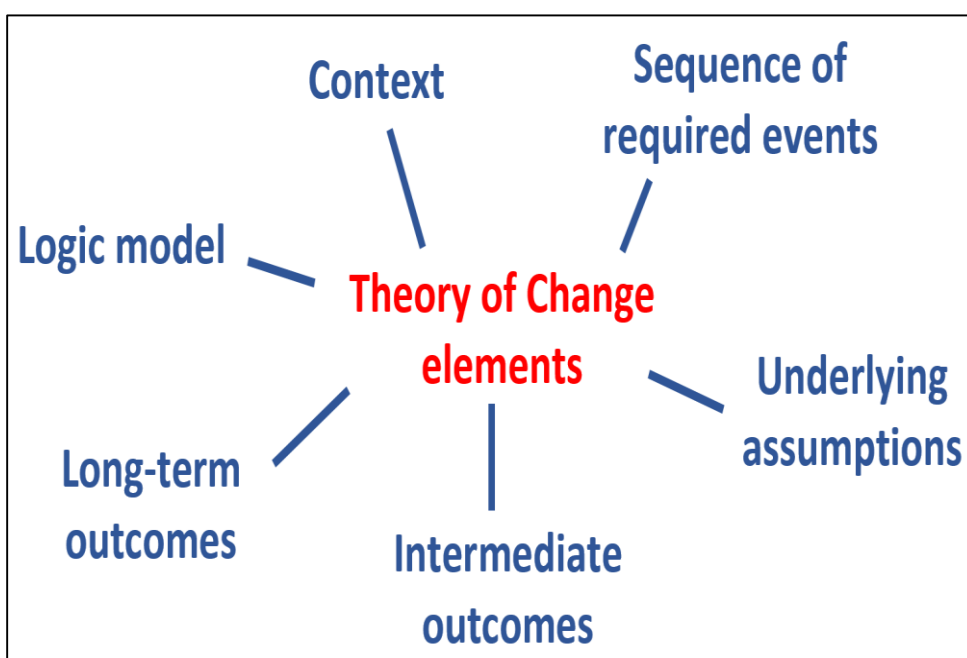 Context
Sequence of
required events
Logic model
Theory of Change
elements
Underlying
assumptions
Long-term
outcomes
Intermediate
outcomes